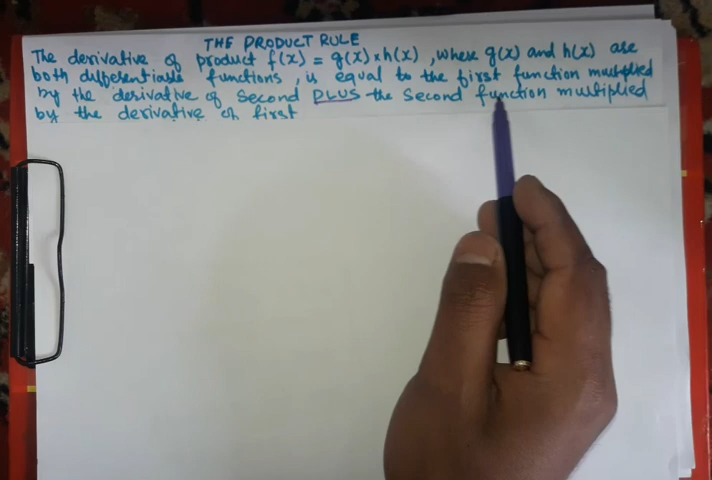 THE PRODUCT RULE
The derivative of product f(x) = g(x) x h(x) , where g(x) and h(x) are
both differentiable functions , is equal to the first function multiplied
by the derivative of second PLUS the second function multiplied
by the derivative of first